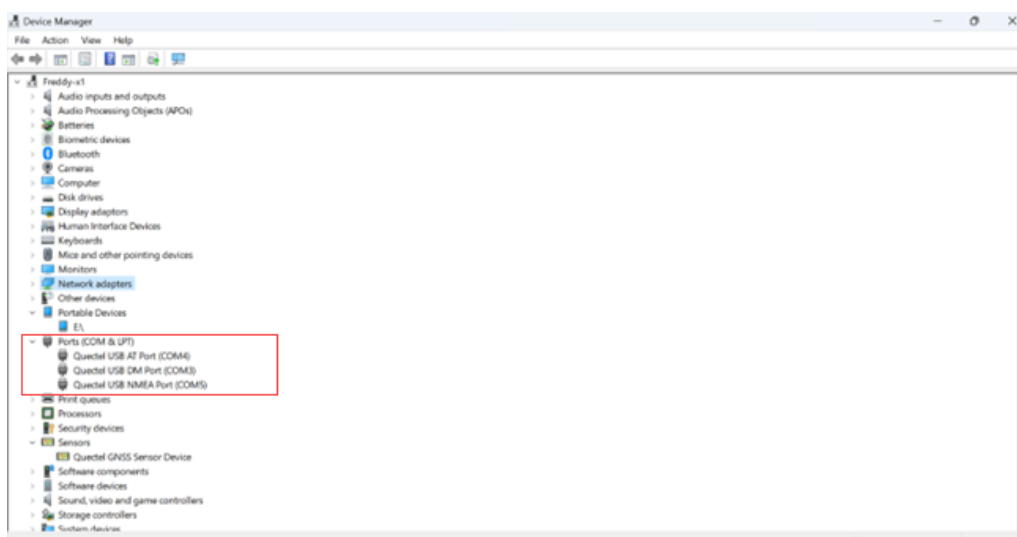 Device Manager
File Action View Help
Freddy-x1
Audio inputs and outputs
Audio Processing Objects (APOs)
Batteries
Biometric devices
Bluetooth
Cameras
Computer
Disk drives
Display adaptors
Human Interface Devices
Keyboards
Mice and other pointing devices
Monitors
Network adapters
Other devices
Portable Devices
E:\
Ports (COM & LPT)
Quectel USB AT Port (COM4)
Quectel USB DM Port (COM3)
Quectel USB NMEA Port (COM5)
Print queues
Processors
Security devices
Sensors
Quectel GNSS Sensor Device
Software components
Software devices
Sound, video and game controllers
Storage controllers
System devices